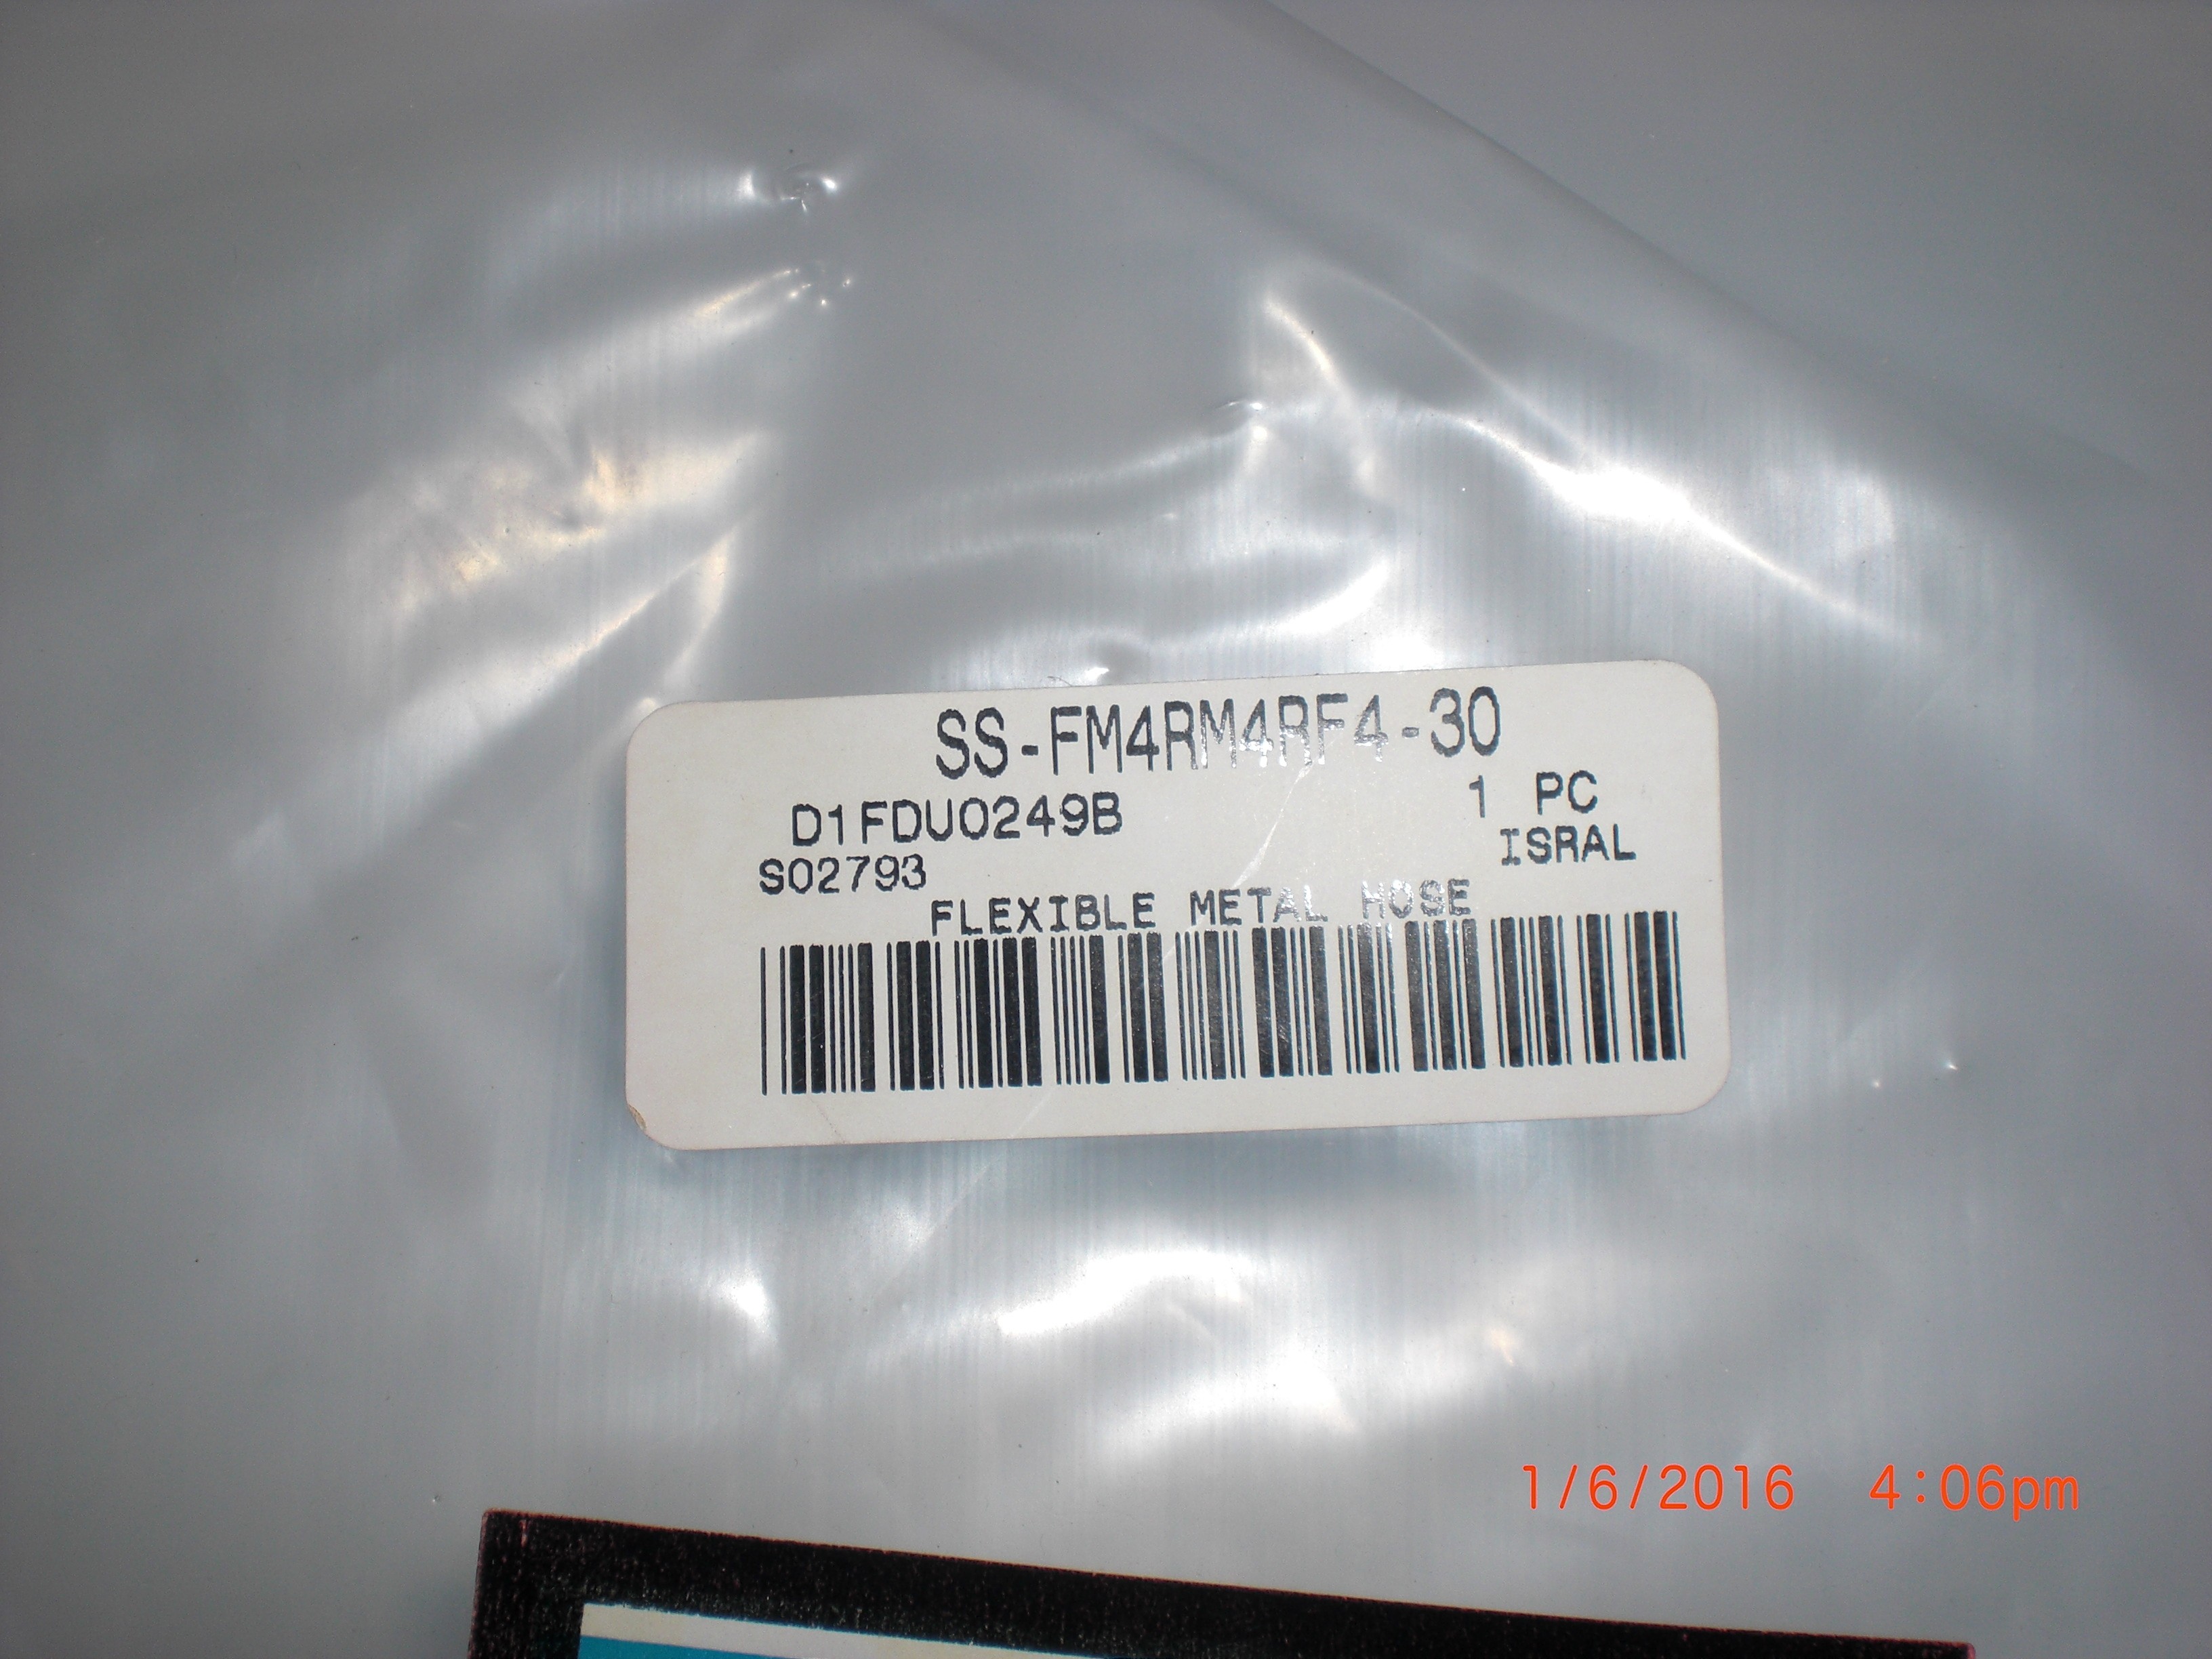 SS-FM4RM4RF4-30
D1FDU0249B 1 PC
S02793 ISRAL
FLEXIBLE METAL HOSE
1/6/2016 4:06pm